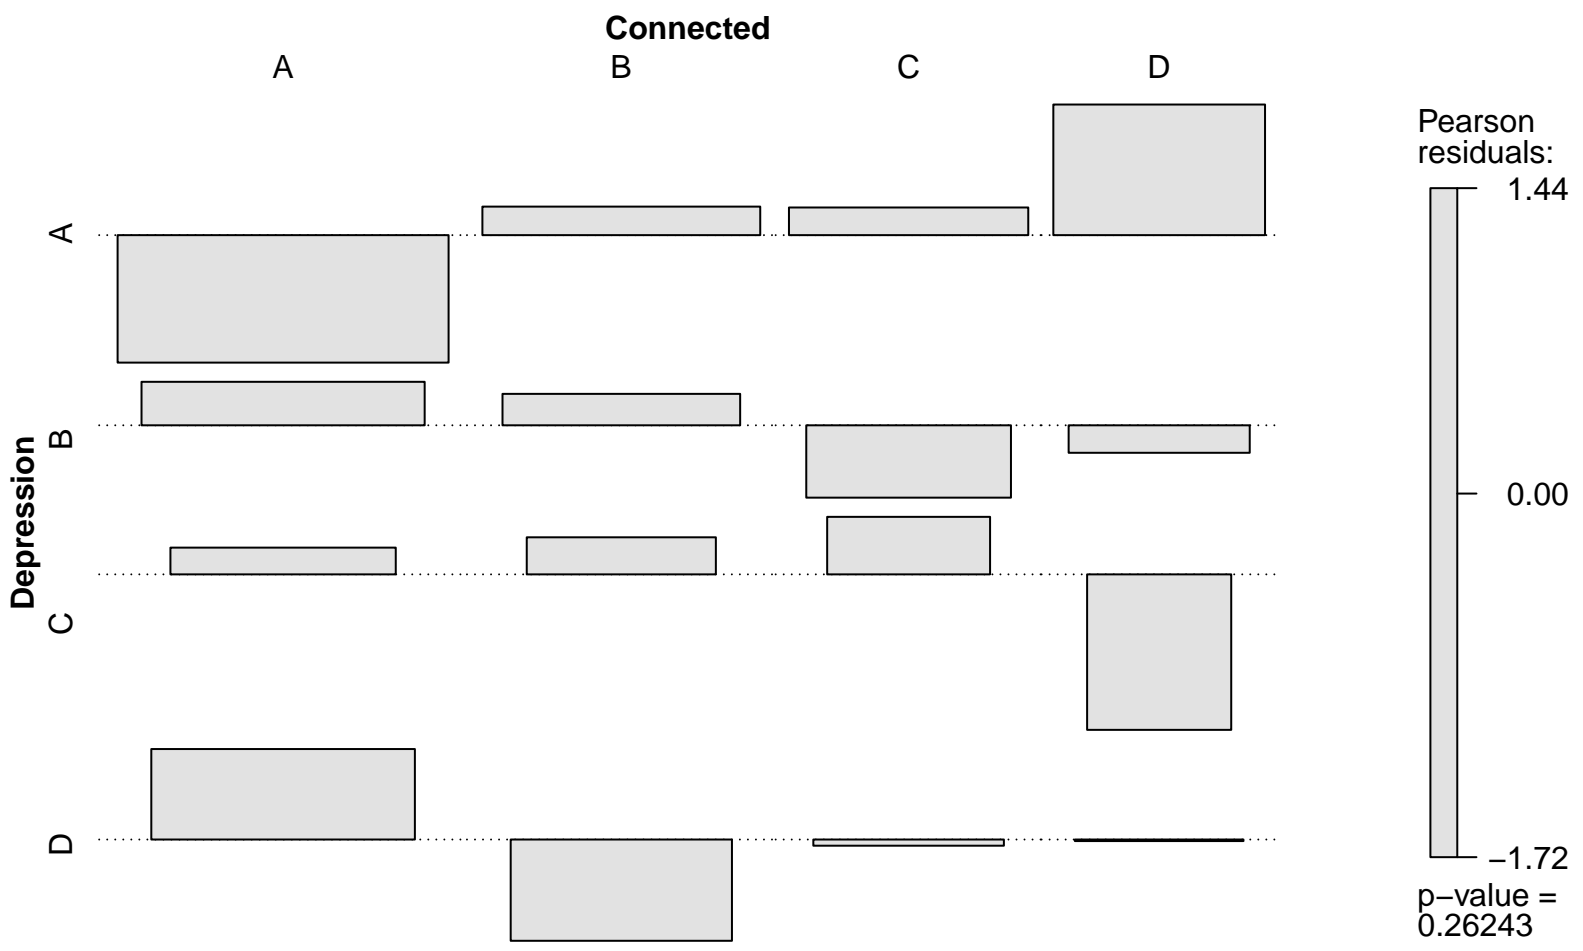 Connected
A B C D
A
B
C
D
Depression
Pearson
residuals:
1.44
0.00
−1.72
p−value =
0.26243